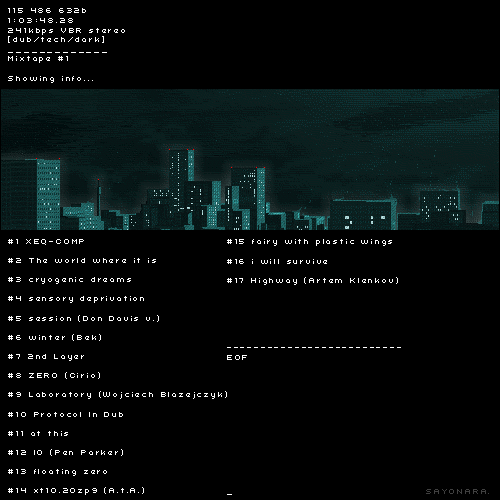 115 486 632b
1:03:48.28
241kbps VBR stereo
[dub/tech/dark]
_____________
Mixtape #1
Showing info...
#1 XEQ-COMP
#2 The world where it is
#3 cryogenic dreams
#4 sensory deprivation
#5 session (Don Davis v.)
#6 winter (Bek)
#7 2nd Layer
#8 ZERO (Cirio)
#9 Laboratory (Wojciech Blazejczyk)
#10 Protocol In Dub
#11 at this
#12 IO (Pen Parker)
#13 floating zero
#14 xt10.20zp9 (A.t.A.)
#15 fairy with plastic wings
#16 i will survive
#17 Highway (Artem Klenkov)
__________________________
EOF
_
SAYONARA.